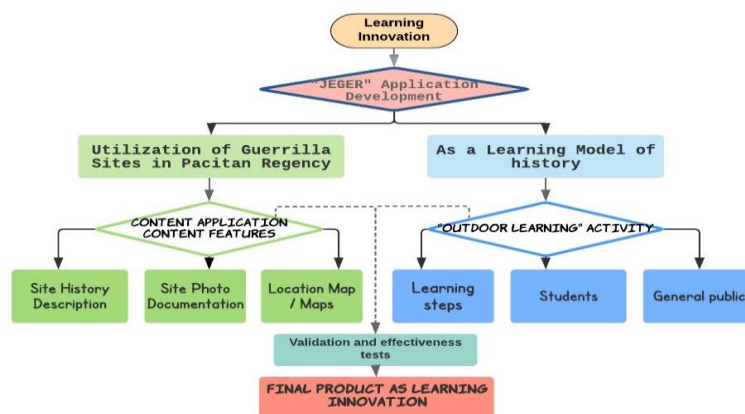 Learning
Innovation
"JEGER" Application
Development
Utilization of Guerrilla
Sites in Pacitan Regency
As a Learning Model of
history
CONTENT APPLICATION
CONTENT FEATURES
"OUTDOOR LEARNING" ACTIVITY
Site History
Description
Site Photo
Documentation
Location Map
/ Maps
Learning
steps
Students
General public
Validation and effectiveness
tests
FINAL PRODUCT AS LEARNING
INNOVATION